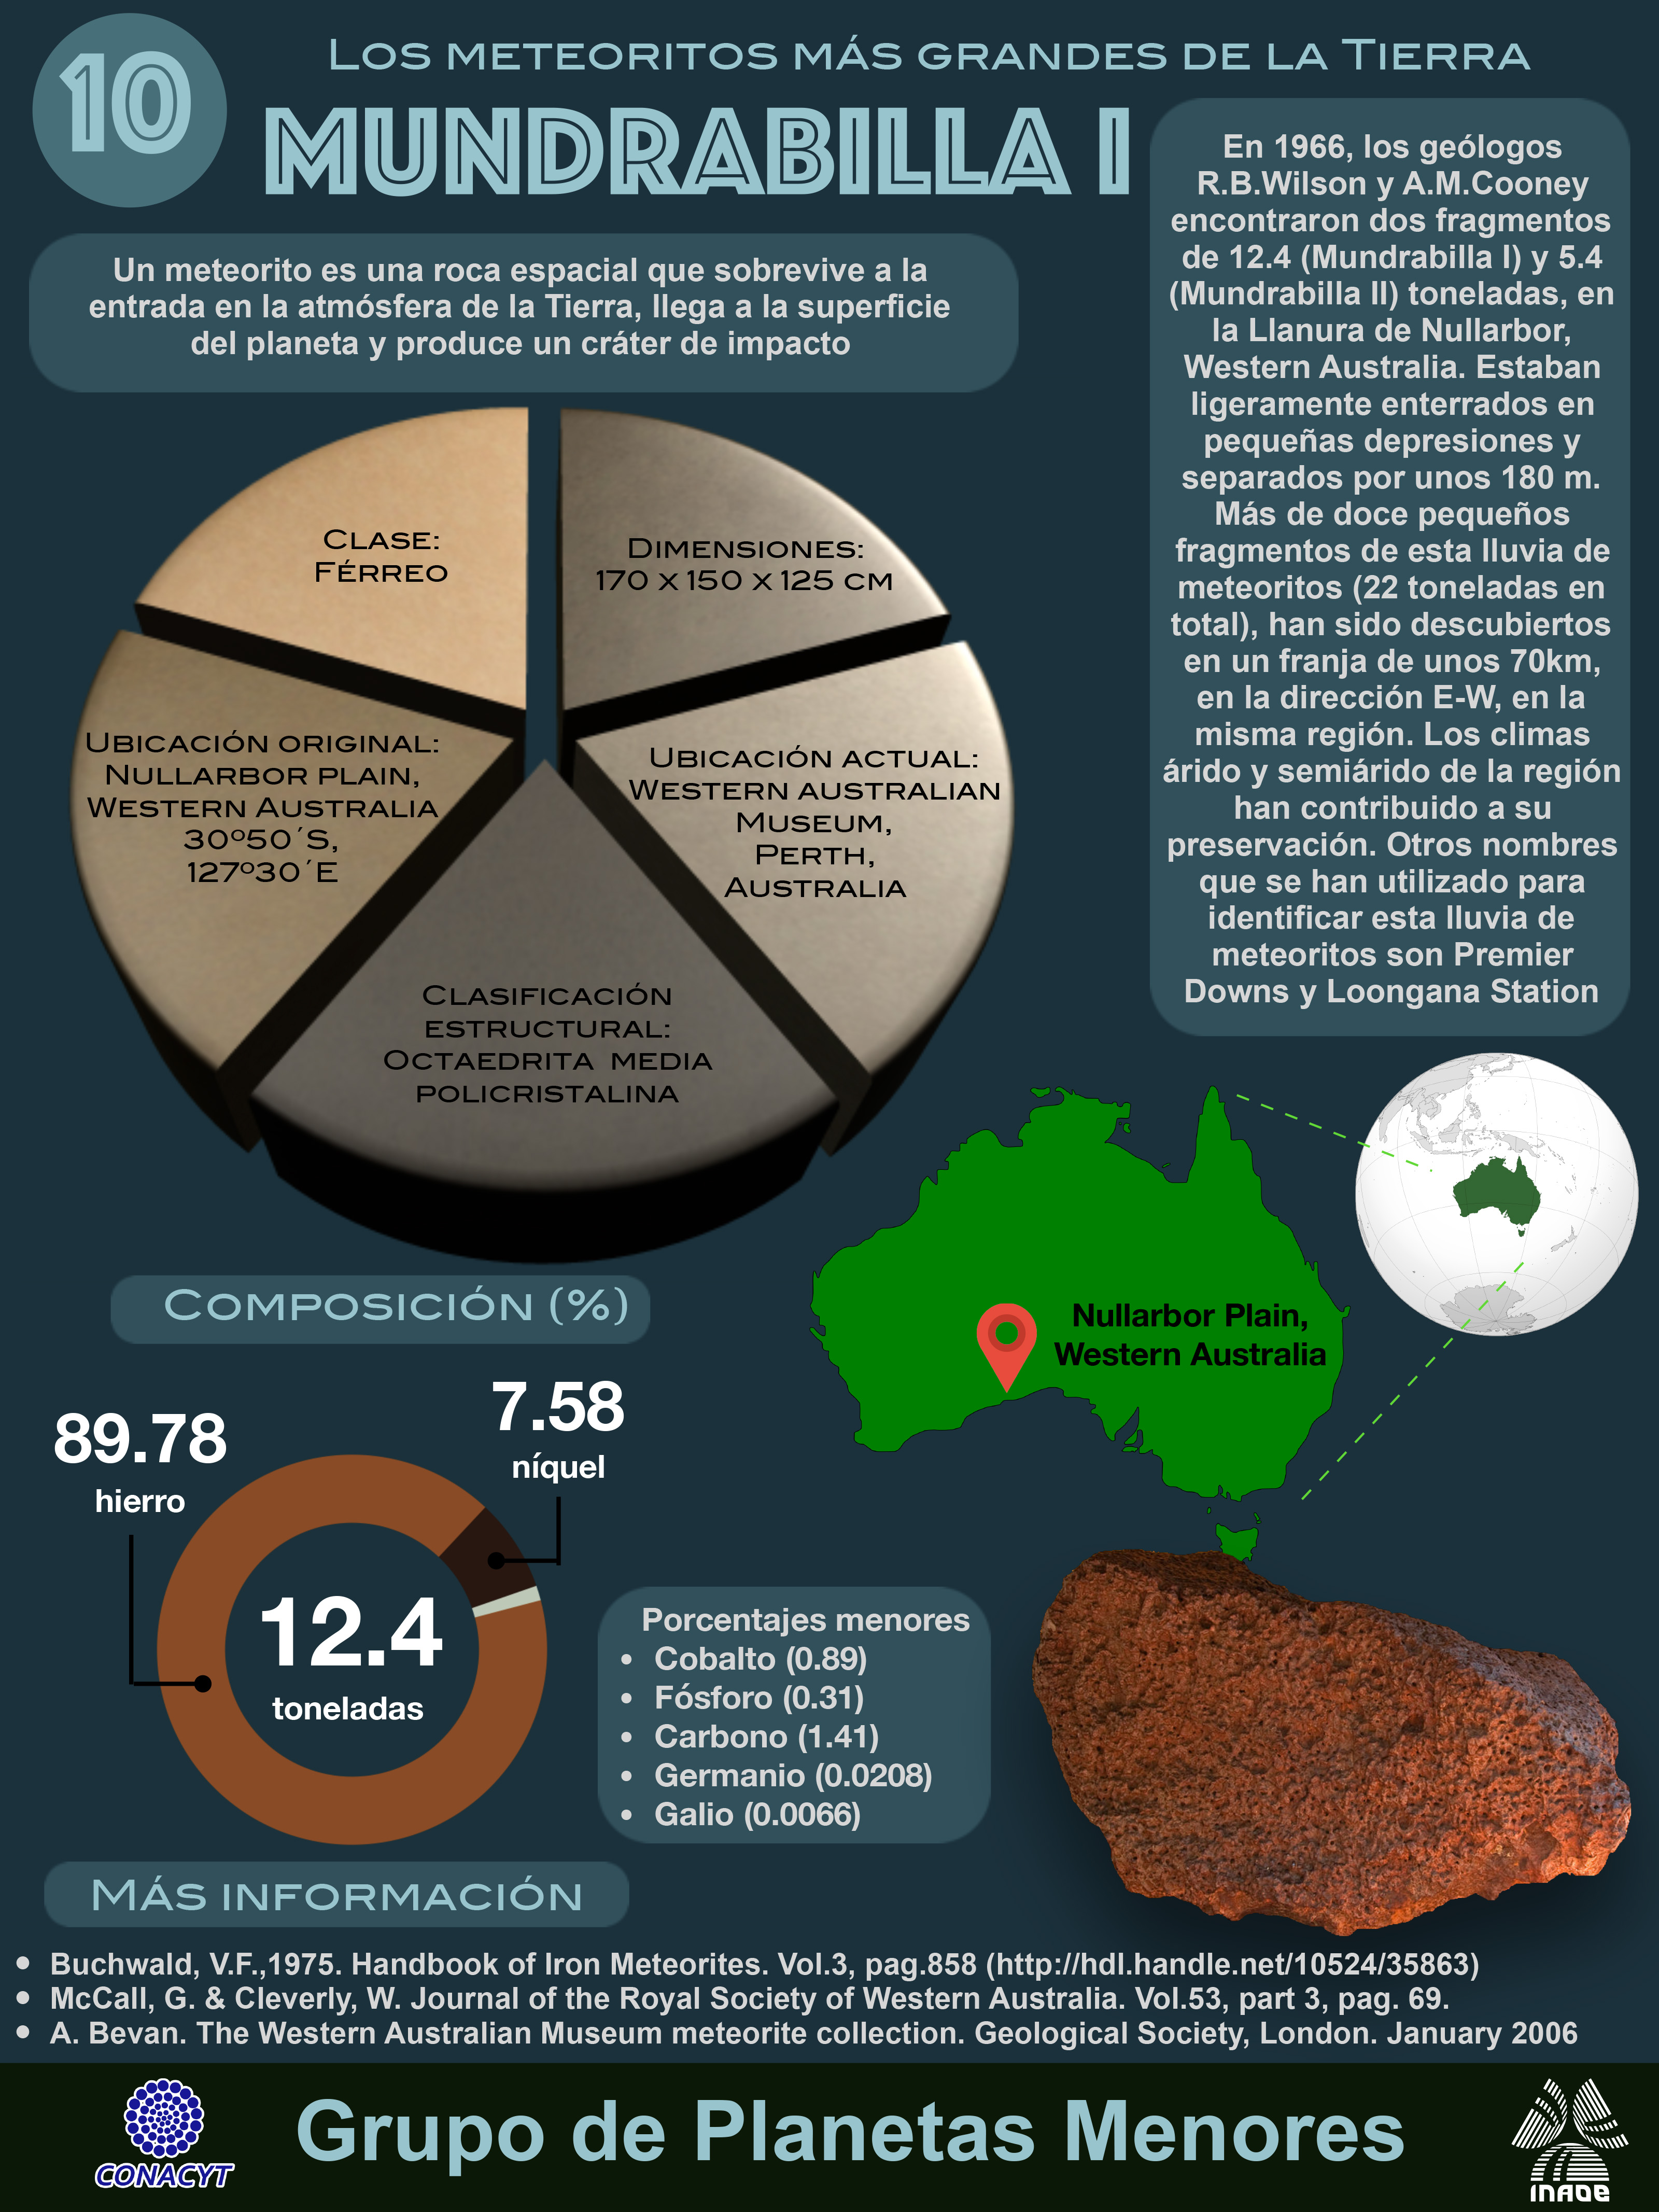 10
Los meteoritos más grandes de la Tierra
MUNDRABILLA I
Un meteorito es una roca espacial que sobrevive a la
entrada en la atmósfera de la Tierra, llega a la superficie
del planeta y produce un cráter de impacto
En 1966, los geólogos
R.B.Wilson y A.M.Cooney
encontraron dos fragmentos
de 12.4 (Mundrabilla I) y 5.4
(Mundrabilla II) toneladas, en
la Llanura de Nullarbor,
Western Australia. Estaban
ligeramente enterrados en
pequeñas depresiones y
separados por unos 180 m.
Más de doce pequeños
fragmentos de esta lluvia de
meteoritos (22 toneladas en
total), han sido descubiertos
en un franja de unos 70km,
en la dirección E-W, en la
misma región. Los climas
árido y semiárido de la región
han contribuido a su
preservación. Otros nombres
que se han utilizado para
identificar esta lluvia de
meteoritos son Premier
Downs y Loongana Station
Clase:
Férreo
Dimensiones:
170 x 150 x 125 cm
Ubicación original:
Nullarbor plain,
Western Australia
30º50´S,
127º30´E
Ubicación actual:
Western australian
Museum,
Perth,
Australia
Clasificación
estructural:
Octaedrita media
policristalina
Nullarbor Plain,
Western Australia
Composición (%)
89.78
hierro
7.58
níquel
12.4
toneladas
Porcentajes menores
• Cobalto (0.89)
• Fósforo (0.31)
• Carbono (1.41)
• Germanio (0.0208)
• Galio (0.0066)
Más información
• Buchwald, V.F.,1975. Handbook of Iron Meteorites. Vol.3, pag.858 (http://hdl.handle.net/10524/35863)
• McCall, G. & Cleverly, W. Journal of the Royal Society of Western Australia. Vol.53, part 3, pag. 69.
• A. Bevan. The Western Australian Museum meteorite collection. Geological Society, London. January 2006
CONACYT
Grupo de Planetas Menores
INAOE